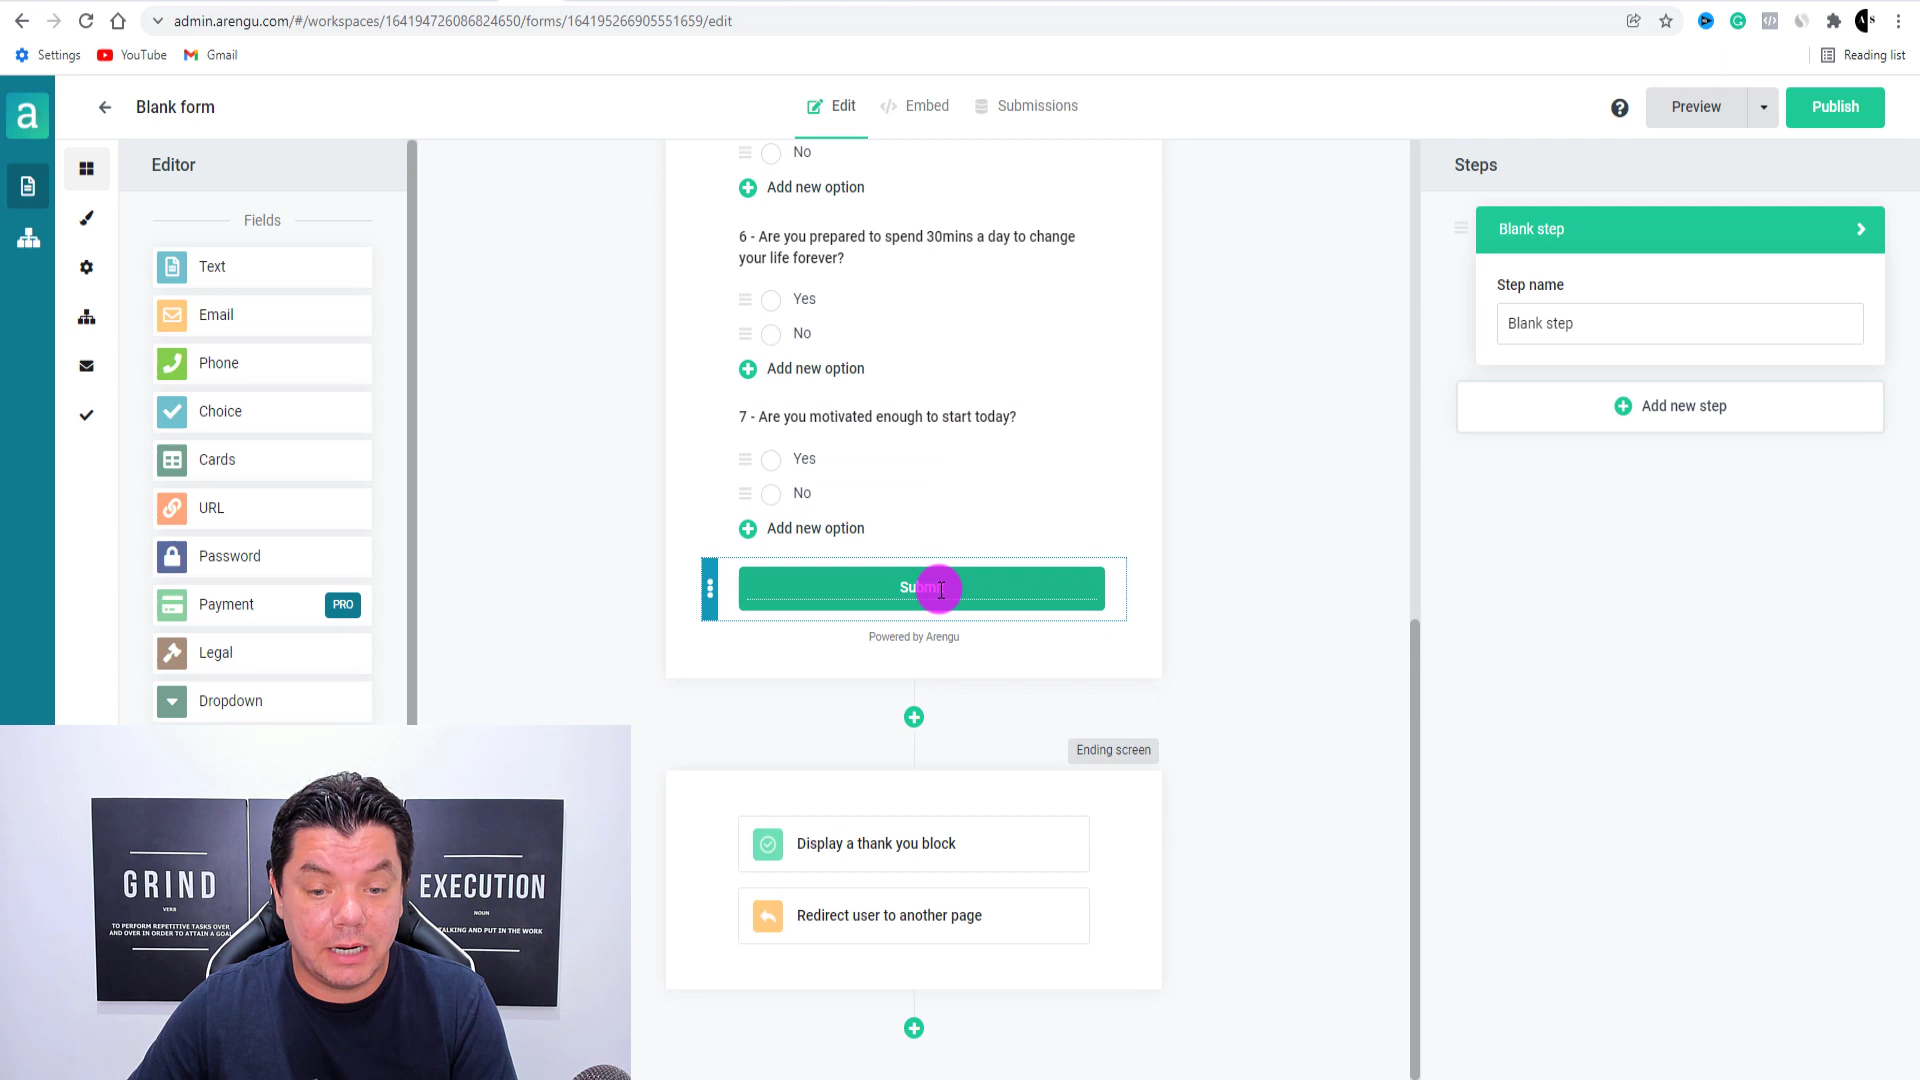 admin.arengu.com/#/workspaces/164194726086824650/forms/164195266905551659/edit
Settings
YouTube
Gmail
Reading list
a
Blank form
Edit
Embed
Submissions
Preview
Publish
Editor
Fields
Text
Email
Phone
Choice
Cards
URL
Password
Payment
PRO
Legal
Dropdown
No
Add new option
6 - Are you prepared to spend 30mins a day to change
your life forever?
Yes
No
Add new option
7 - Are you motivated enough to start today?
Yes
No
Add new option
Submit
Powered by Arengu
Ending screen
Display a thank you block
Redirect user to another page
Steps
Blank step
Step name
Blank step
Add new step
GRIND
VERB
TO PERFORM REPETITIVE TASKS OVER
AND OVER IN ORDER TO ATTAIN A GOAL
EXECUTION
NOUN
TALKING AND PUT IN THE WORK